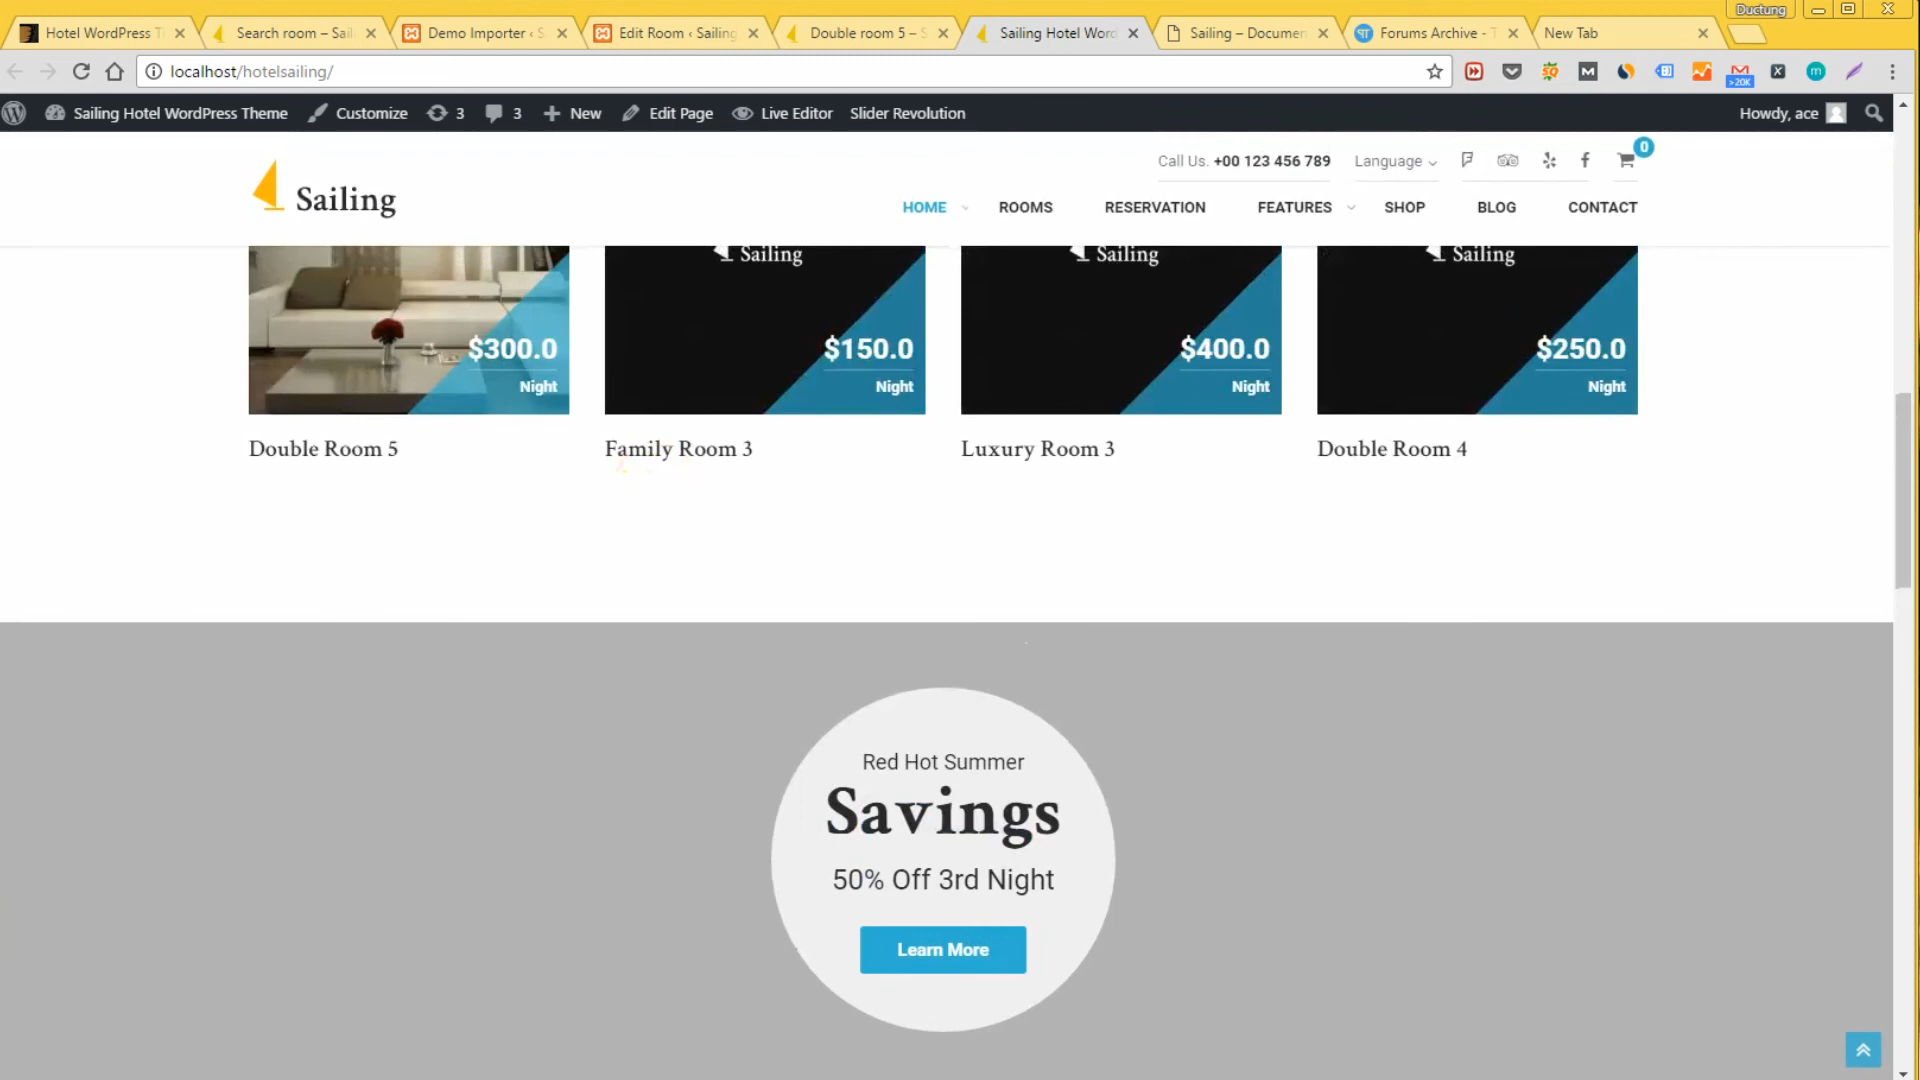 Ductung
Hotel WordPress T
Search room – Sail
Demo Importer ‹ S
Edit Room ‹ Sailing
Double room 5 – S
Sailing Hotel Word
Sailing – Documen
Forums Archive - T
New Tab
localhost/hotelsailing/
>20K
Sailing Hotel WordPress Theme
Customize
3
3
New
Edit Page
Live Editor
Slider Revolution
Howdy, ace
Sailing
Call Us. +00 123 456 789
Language
0
HOME
ROOMS
RESERVATION
FEATURES
SHOP
BLOG
CONTACT
Sailing
Sailing
Sailing
$300.0
Night
$150.0
Night
$400.0
Night
$250.0
Night
Double Room 5
Family Room 3
Luxury Room 3
Double Room 4
Red Hot Summer
Savings
50% Off 3rd Night
Learn More